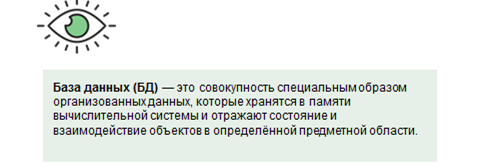 База данных (БД) — это совокупность специальным образом
организованных данных, которые хранятся в памяти
вычислительной системы и отражают состояние и
взаимодействие объектов в определённой предметной области.